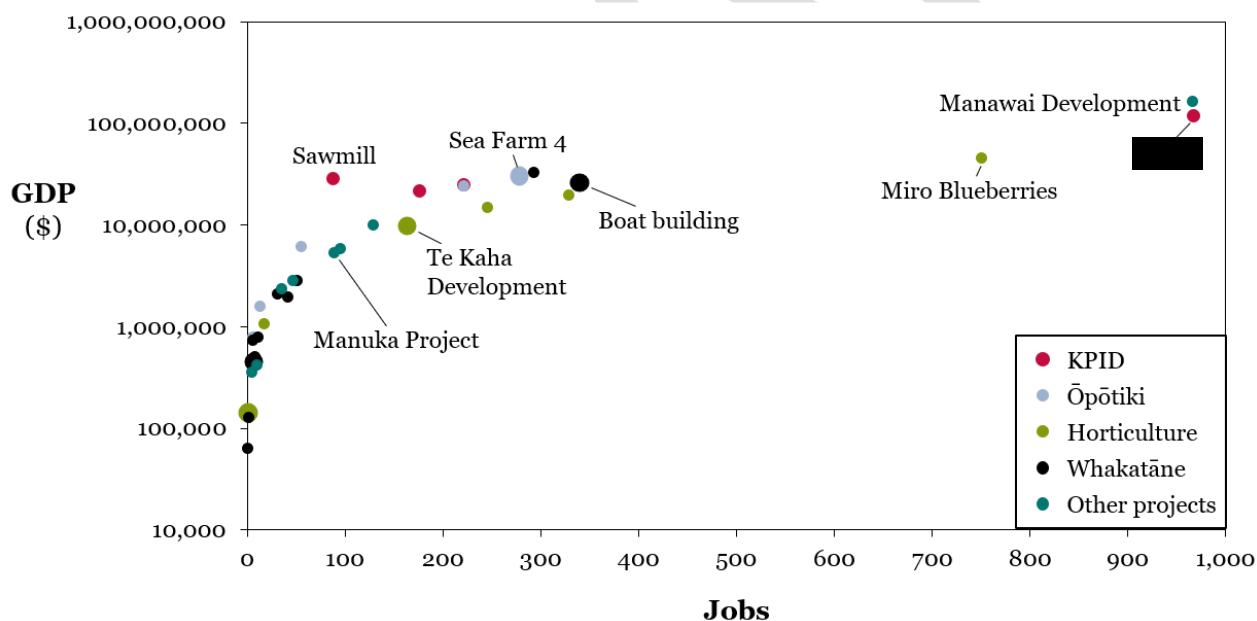 1,000,000,000
100,000,000
10,000,000
1,000,000
100,000
10,000
GDP
($)
Manawai Development
Sea Farm 4
Sawmill
Miro Blueberries
Boat building
Te Kaha
Development
Manuka Project
KPID
Ōpōtiki
Horticulture
Whakatāne
Other projects
0
100
200
300
400
500
600
700
800
900
1,000
Jobs